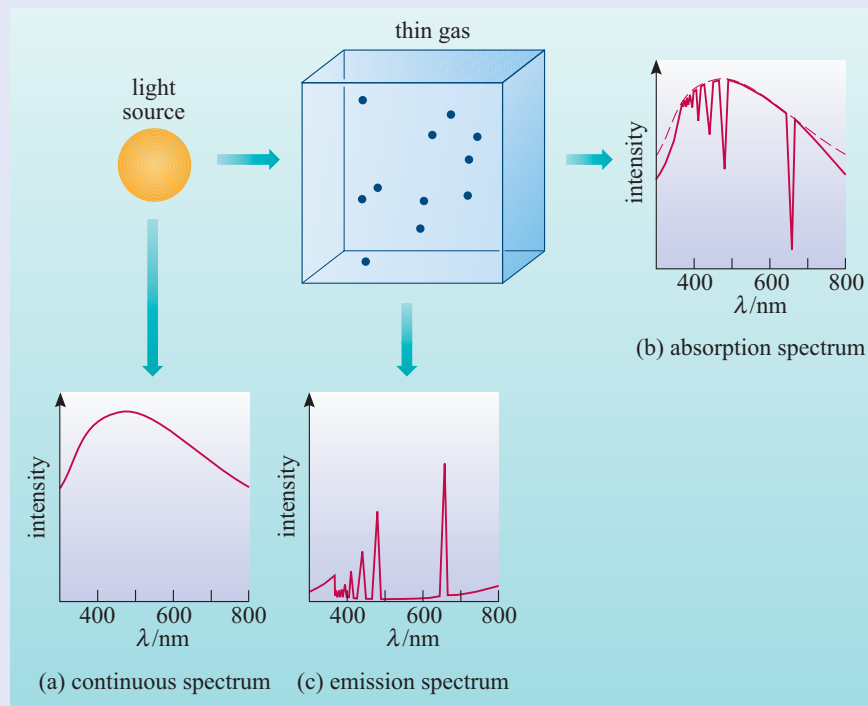 thin gas
light
source
intensity
400 600 800
λ/nm
(b) absorption spectrum
intensity
400 600 800
λ/nm
(a) continuous spectrum
intensity
400 600 800
λ/nm
(c) emission spectrum